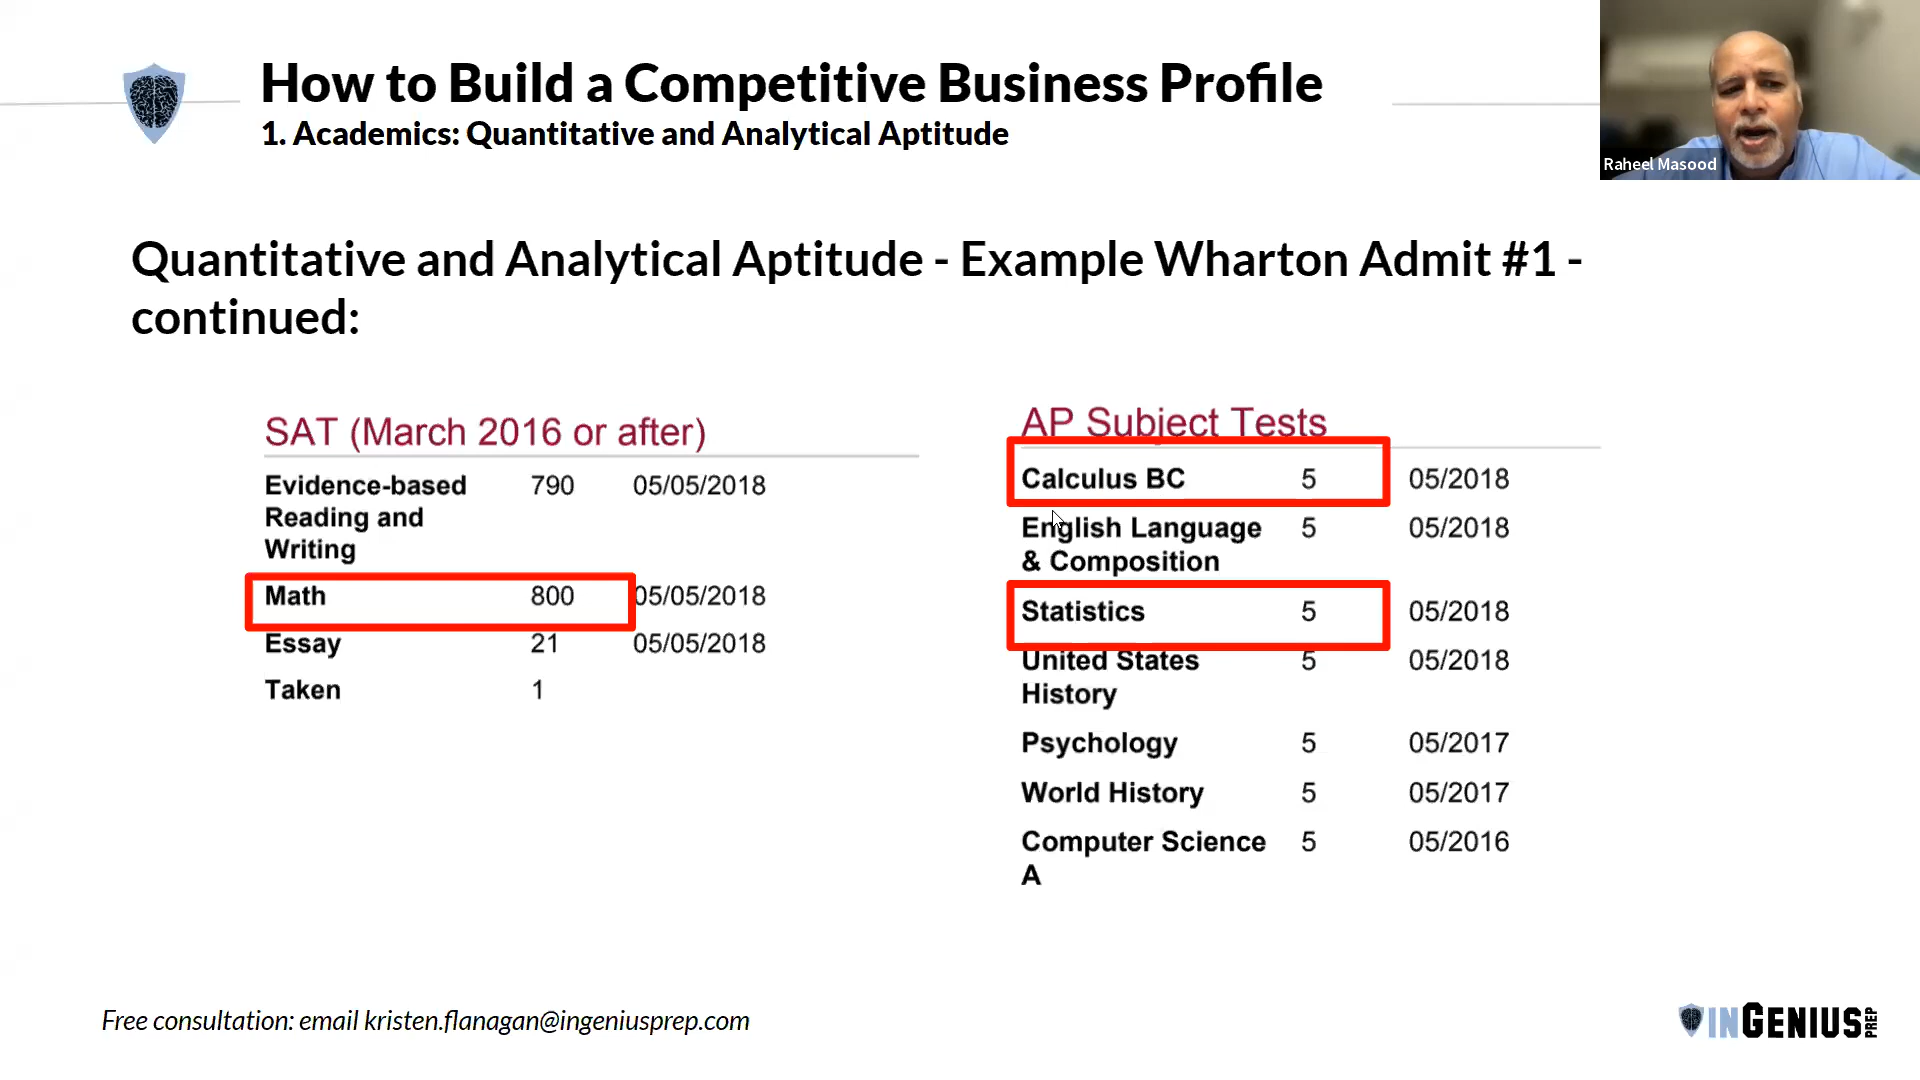 How to Build a Competitive Business Profile
1. Academics: Quantitative and Analytical Aptitude
Raheel Masood
Quantitative and Analytical Aptitude - Example Wharton Admit #1 -
continued:
SAT (March 2016 or after)
Evidence-based 790 05/05/2018
Reading and
Writing
Math 800 05/05/2018
Essay 21 05/05/2018
Taken 1
AP Subject Tests
Calculus BC 5 05/2018
English Language 5 05/2018
& Composition
Statistics 5 05/2018
United States 5 05/2018
History
Psychology 5 05/2017
World History 5 05/2017
Computer Science 5 05/2016
A
Free consultation: email kristen.flanagan@ingeniusprep.com
INGENIUS PREP